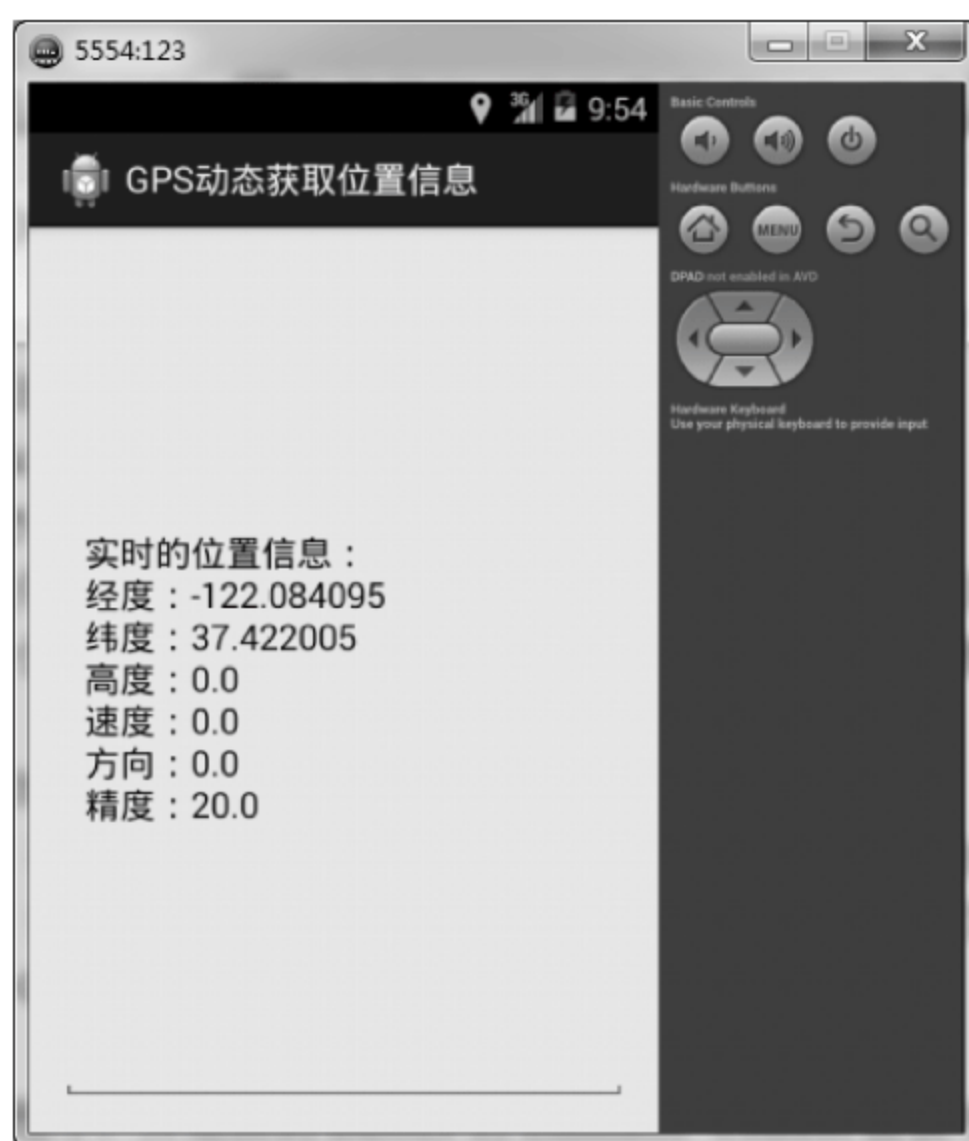 5554:123
3G 9:54
GPS动态获取位置信息
实时的位置信息：
经度：-122.084095
纬度：37.422005
高度：0.0
速度：0.0
方向：0.0
精度：20.0
Basic Controls
Hardware Buttons
MENU
DPAD not enabled in AVD
Hardware Keyboard
Use your physical keyboard to provide input